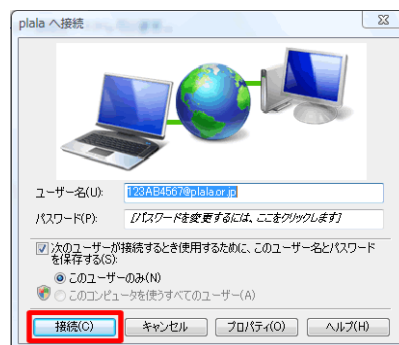 plala へ接続
ユーザー名(U):
123AB4567@plala.or.jp
パスワード(P):
[パスワードを変更するには、ここをクリックします]
次のユーザーが接続するとき使用するために、このユーザー名とパスワード
を保存する(S):
このユーザーのみ(N)
このコンピュータを使うすべてのユーザー(A)
接続(C)
キャンセル
プロパティ(O)
ヘルプ(H)